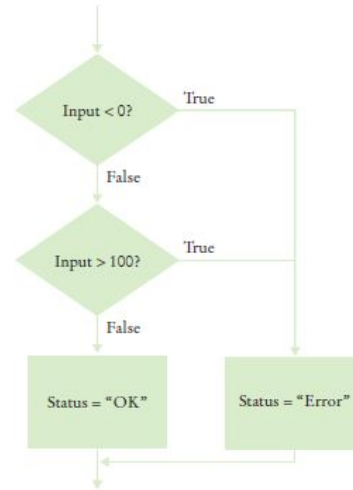 True
Input < 0?
False
True
Input > 100?
False
Status = “OK”
Status = “Error”